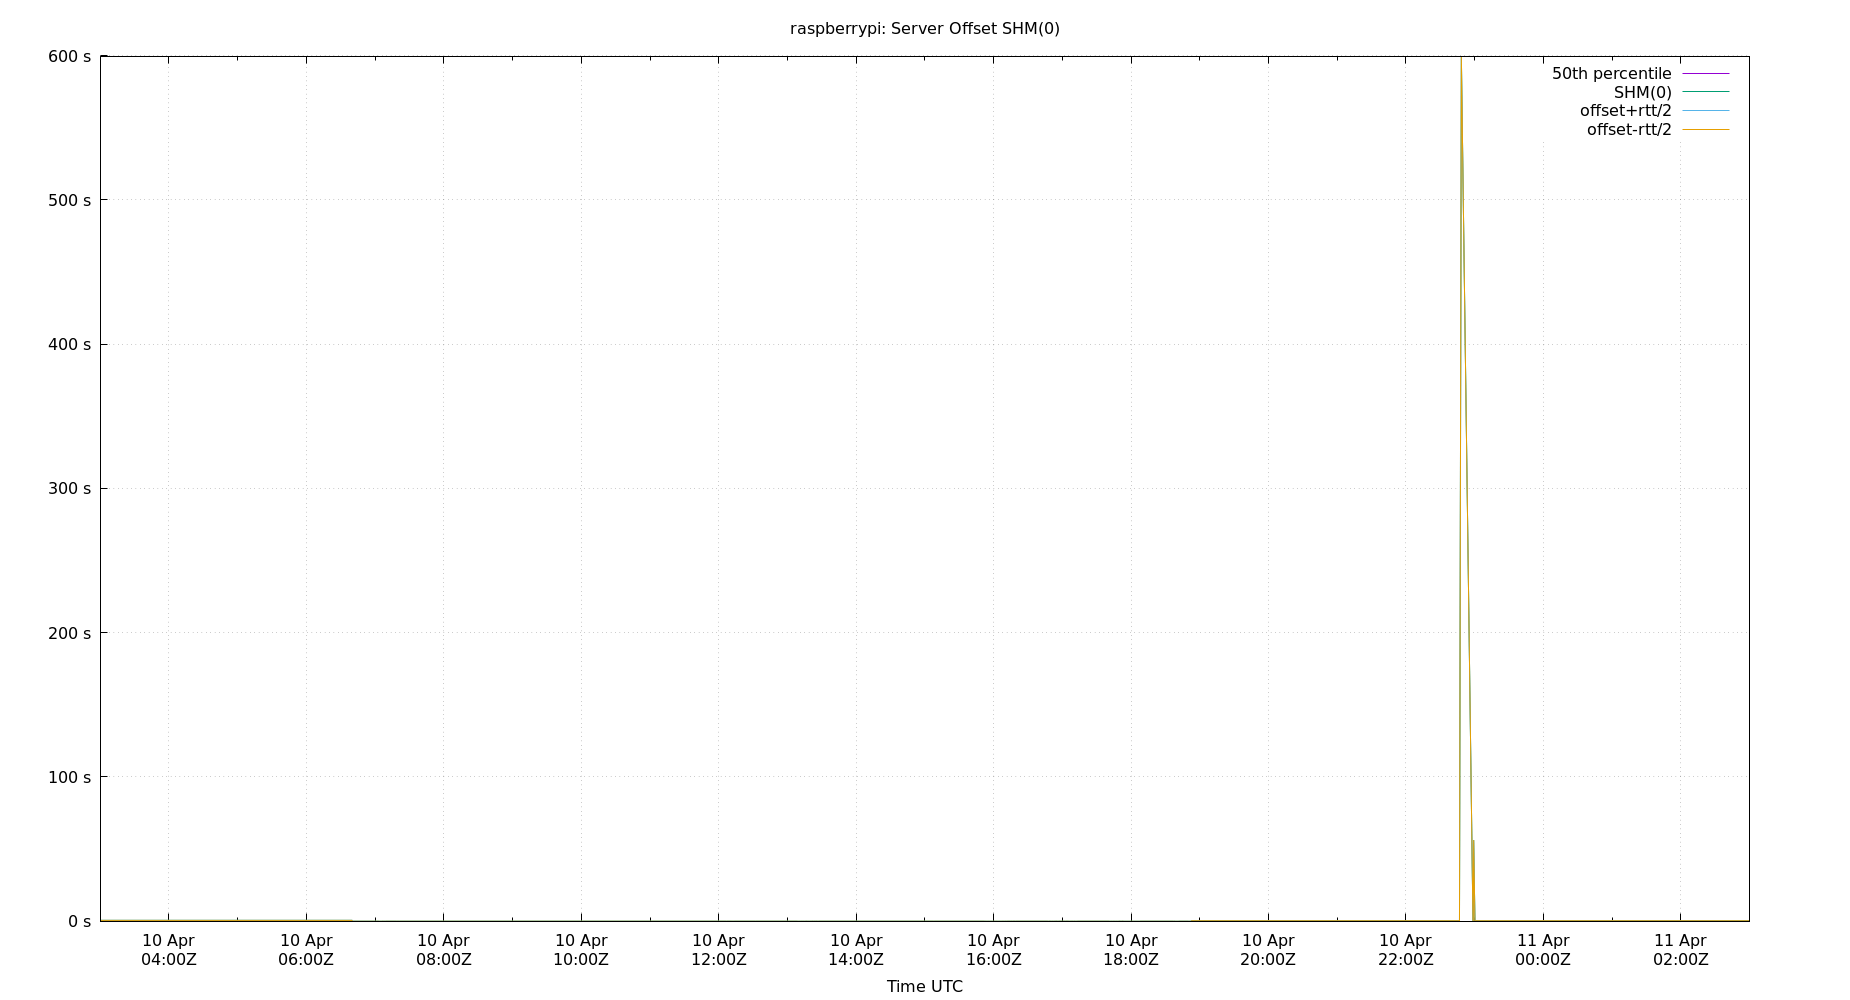 raspberrypi: Server Offset SHM(0)
600 s
500 s
400 s
300 s
200 s
100 s
0 s
50th percentile
SHM(0)
offset+rtt/2
offset-rtt/2
10 Apr 10 Apr 10 Apr 10 Apr 10 Apr 10 Apr 10 Apr 10 Apr 10 Apr 10 Apr 11 Apr 11 Apr
04:00Z 06:00Z 08:00Z 10:00Z 12:00Z 14:00Z 16:00Z 18:00Z 20:00Z 22:00Z 00:00Z 02:00Z
Time UTC